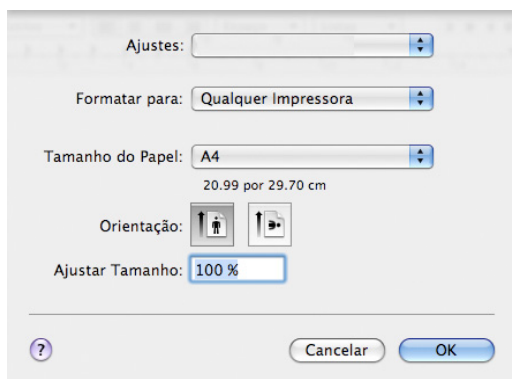 Ajustes:
Formatar para: Qualquer Impressora
Tamanho do Papel: A4
20.99 por 29.70 cm
Orientação:
Ajustar Tamanho: 100 %
? Cancelar OK